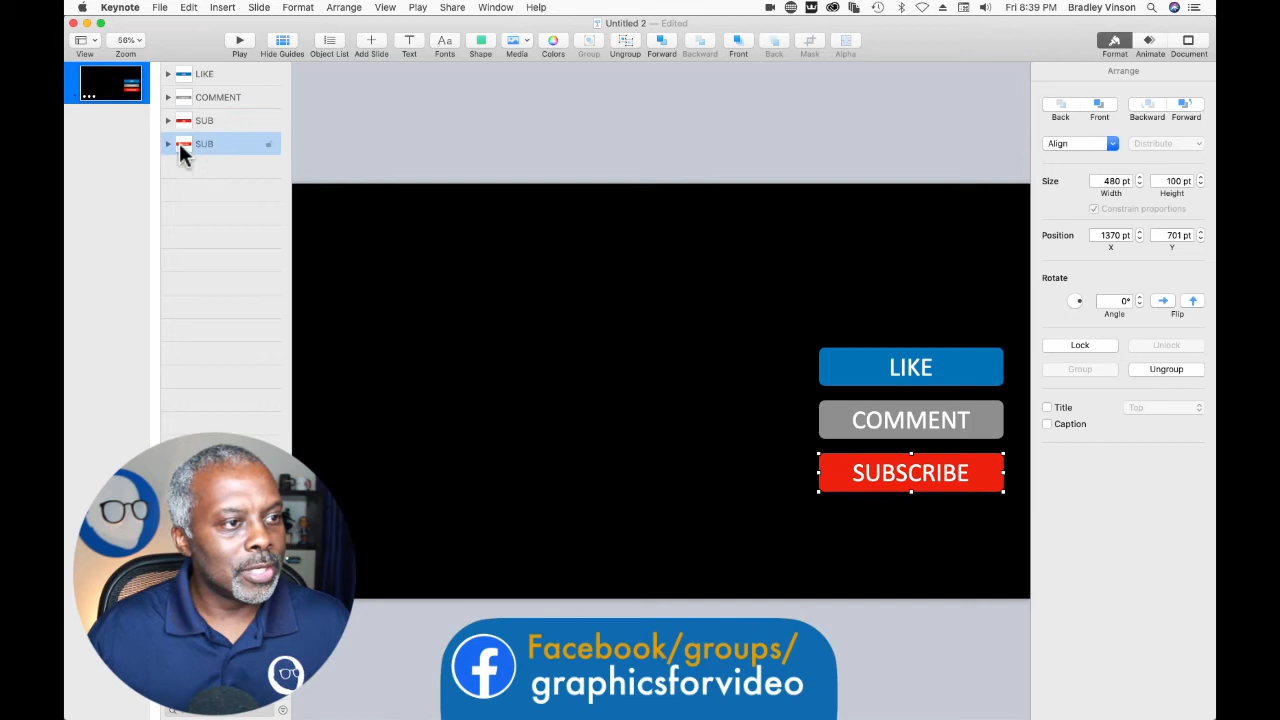 Keynote File Edit Insert Slide Format Arrange View Play Share Window Help Fri 8:39 PM Bradley Vinson
Untitled 2 — Edited
56%
View Zoom Play Hide Guides Object List Add Slide Text Fonts Shape Media Colors Group Ungroup Forward Backward Front Back Mask Alpha Format Animate Document
LIKE
COMMENT
SUB
SUB
Arrange
Back Front Backward Forward
Align Distribute
Size 480 pt 100 pt
Width Height
Constrain proportions
Position 1370 pt 701 pt
X Y
Rotate
0°
Angle Flip
Lock Unlock
Group Ungroup
Title Top
Caption
LIKE
COMMENT
SUBSCRIBE
Facebook/groups/
graphicsforvideo